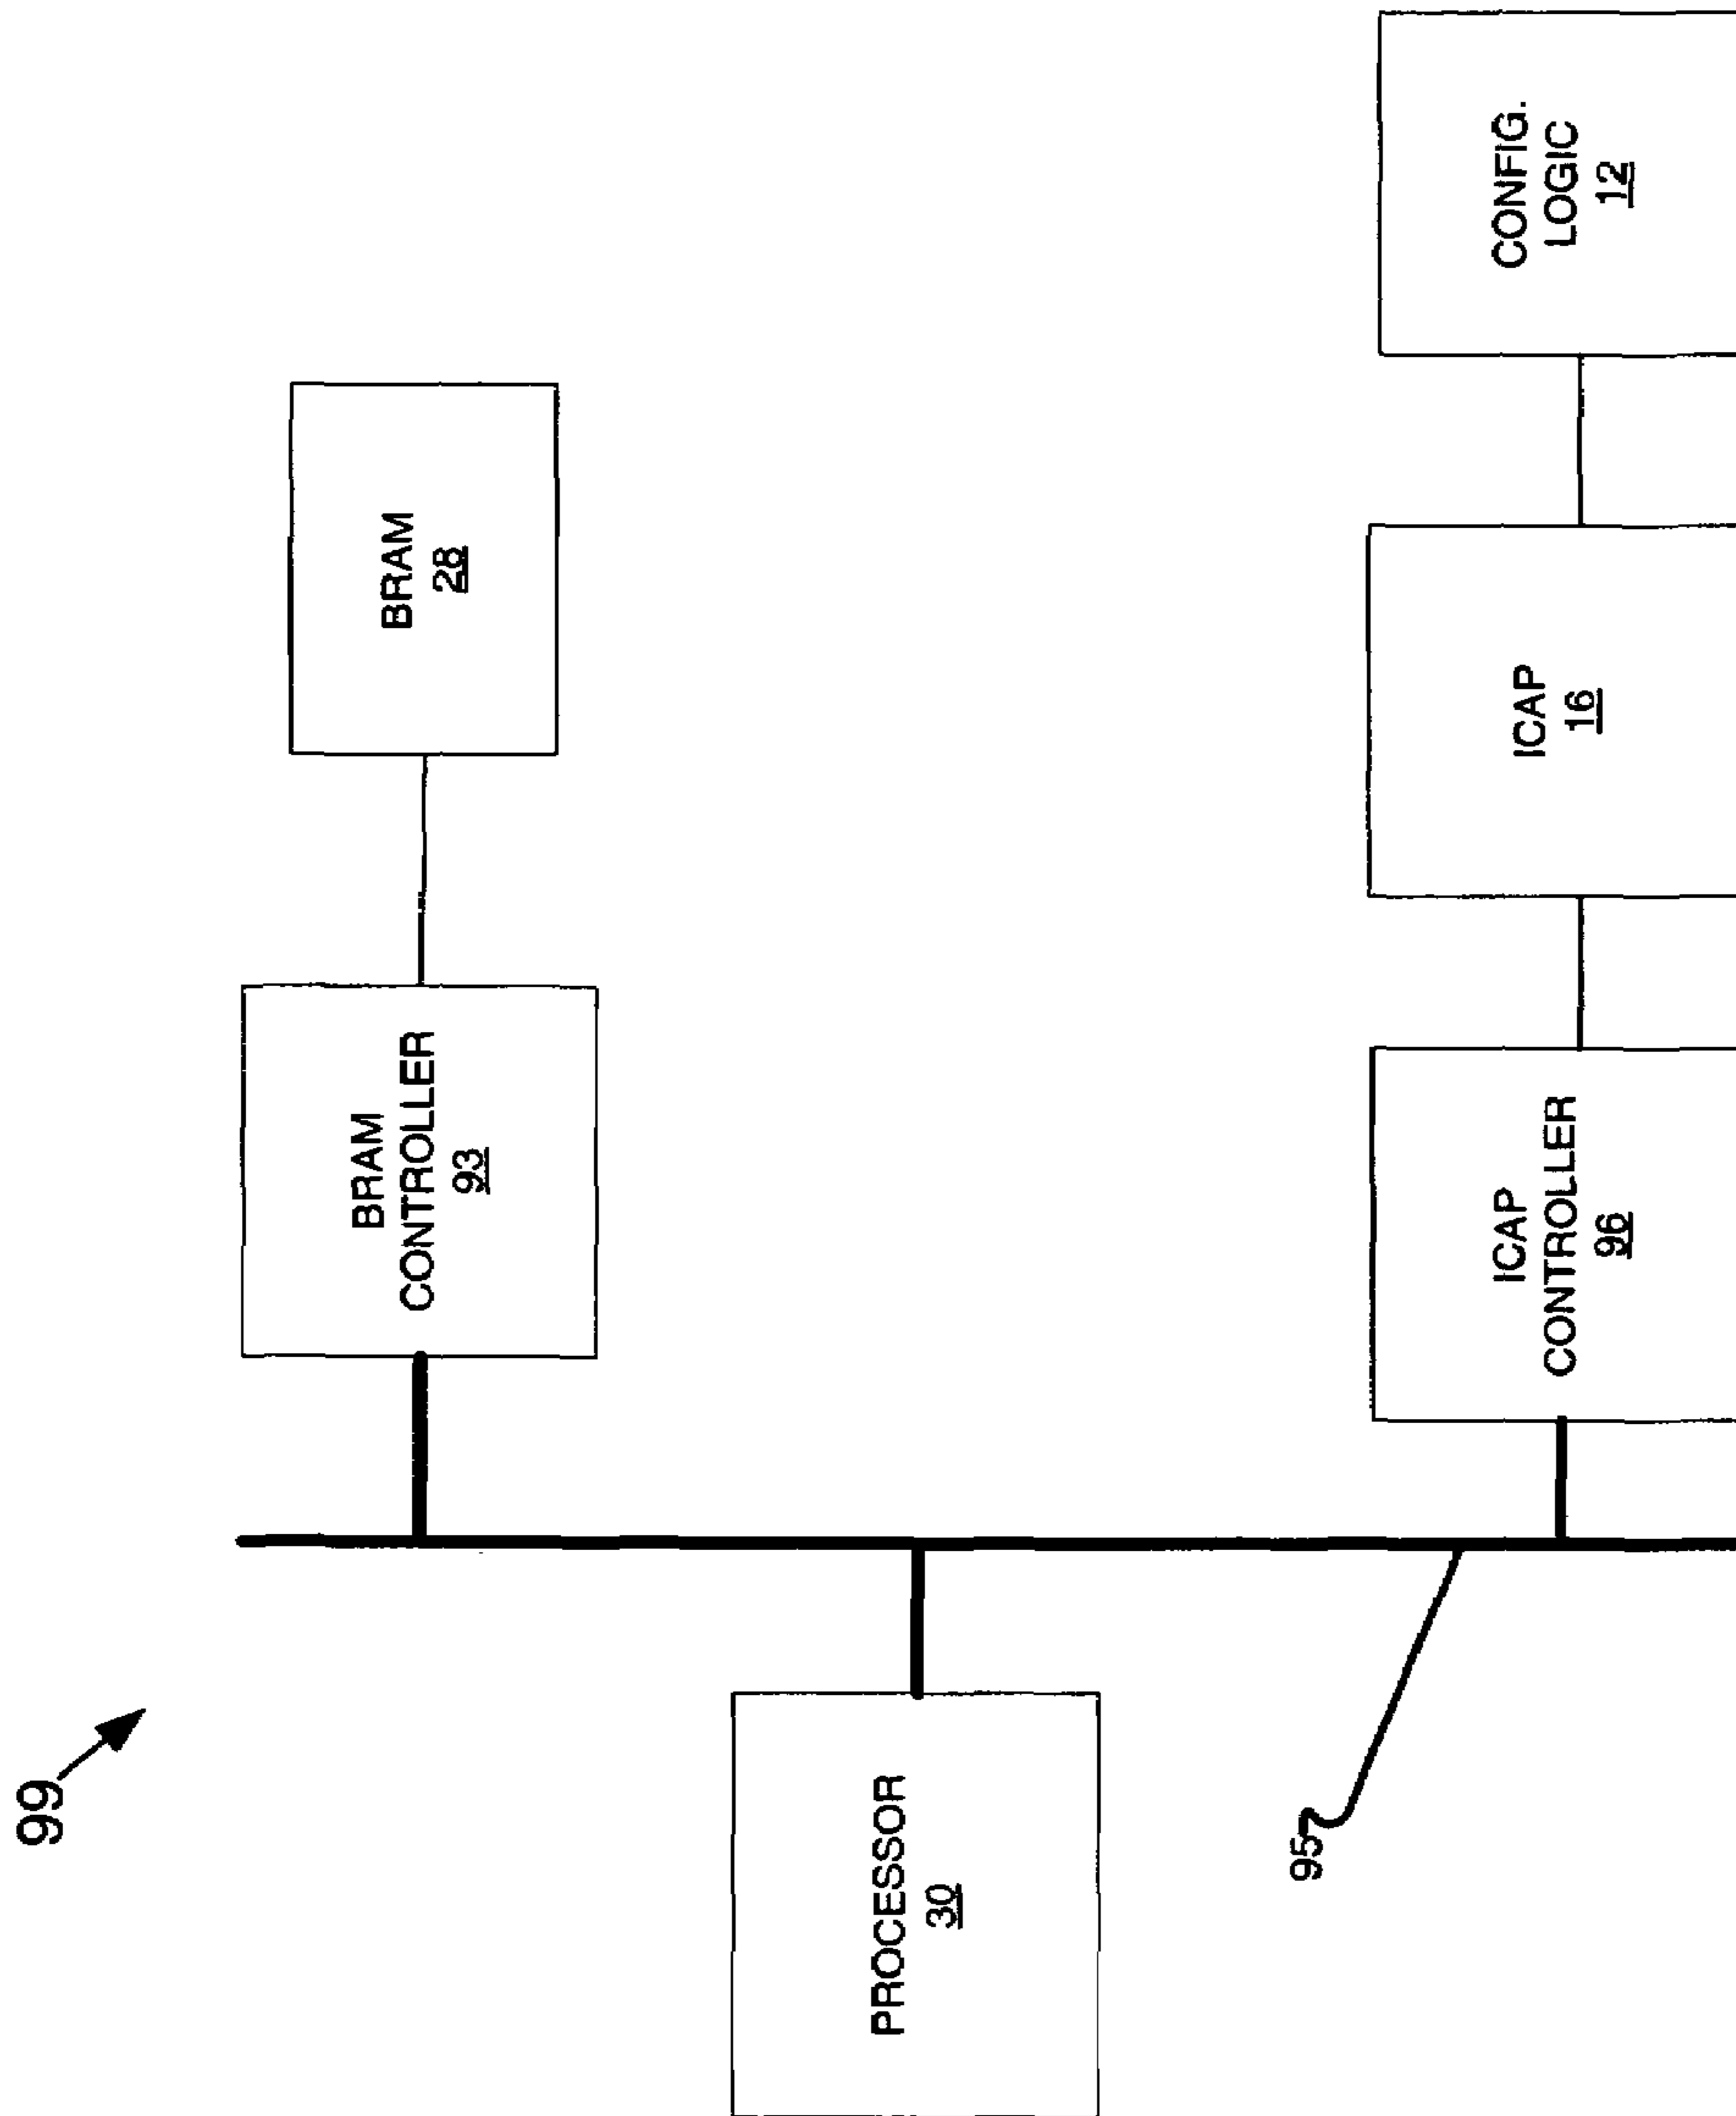 99
PROCESSOR
30
95
BRAM
CONTROLLER
93
BRAM
28
ICAP
CONTROLLER
96
ICAP
16
CONFIG.
LOGIC
12